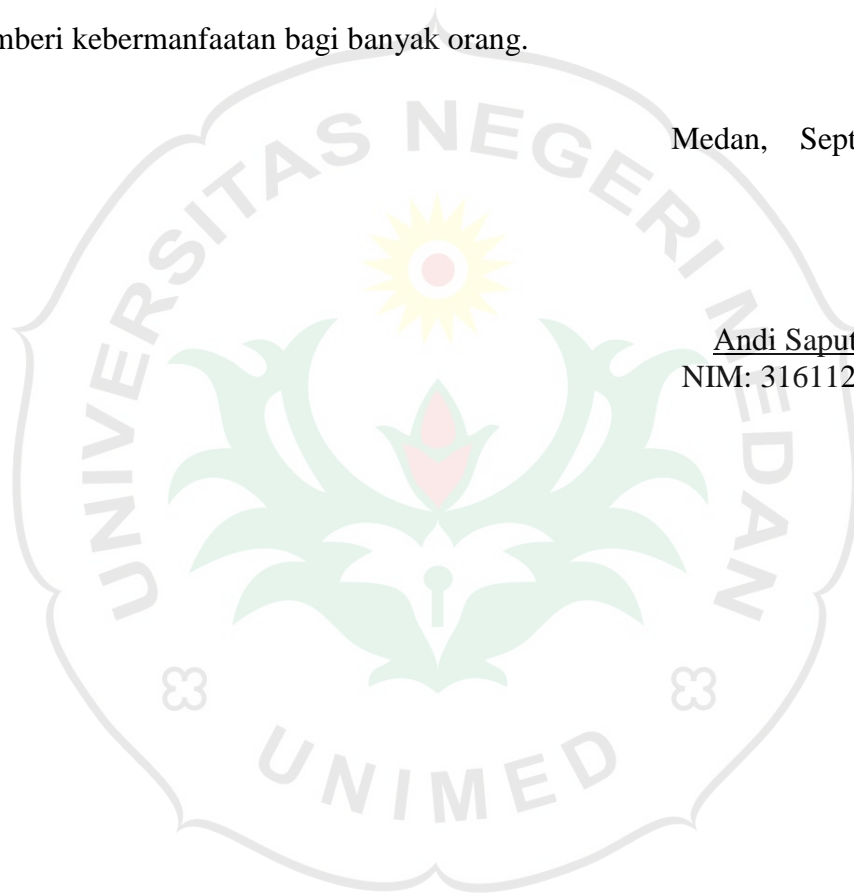 mberi kebermanfaatan bagi banyak orang.
Medan, Sept
Andi Saput
NIM: 316112
UNIVERSITAS NEGERI MEDAN
UNIMED